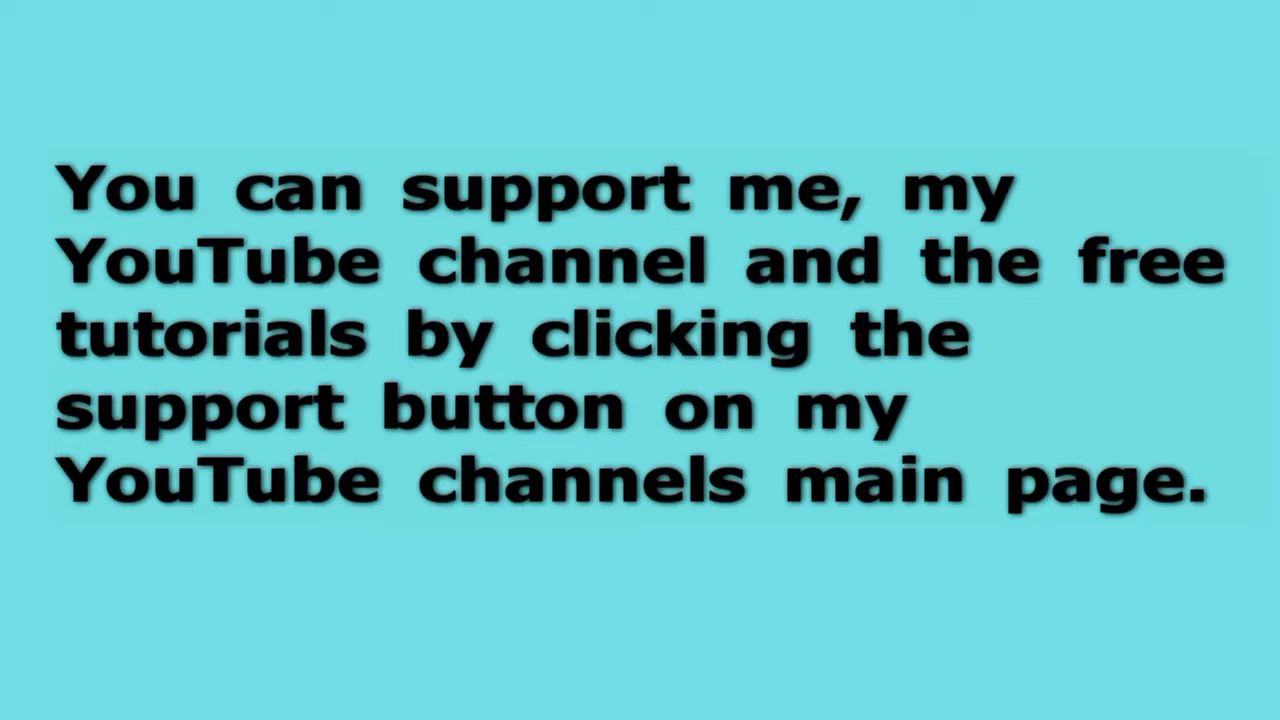 You can support me, my
YouTube channel and the free
tutorials by clicking the
support button on my
YouTube channels main page.